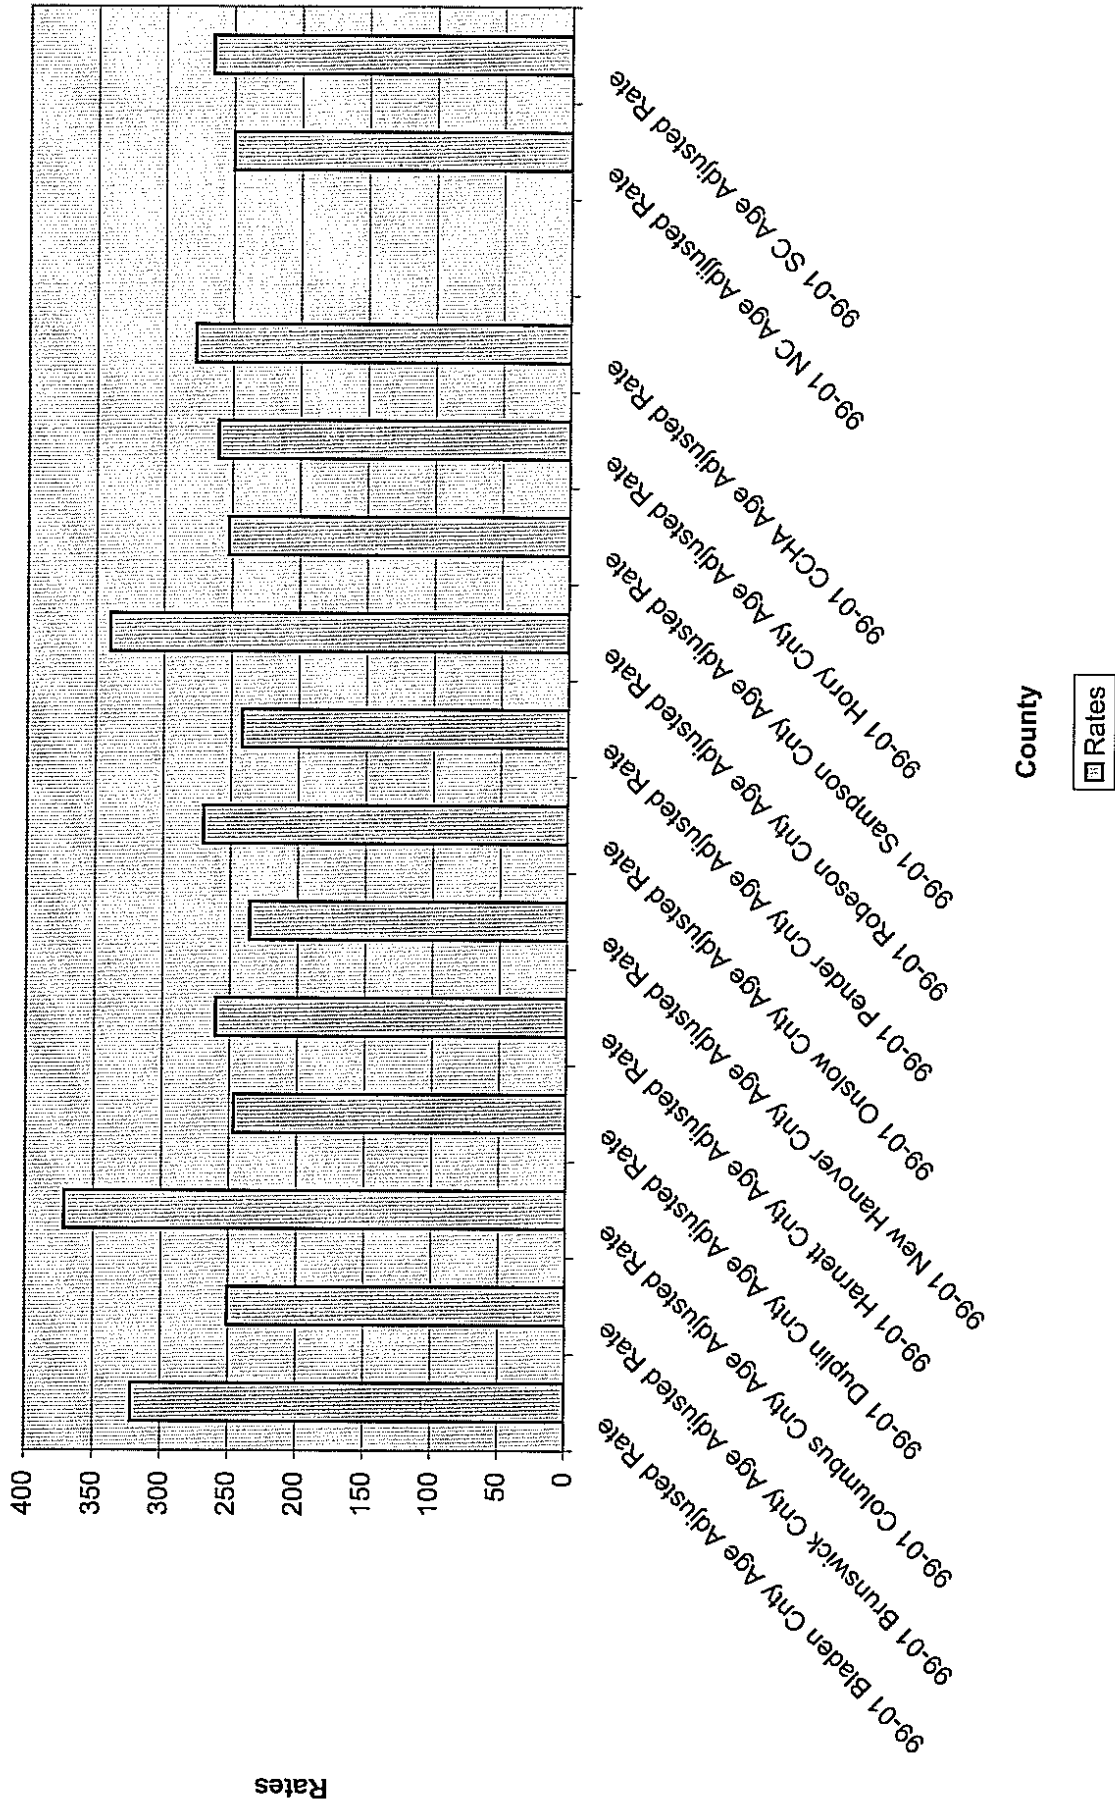 Rates
400
350
300
250
200
150
100
50
0
99-01 Bladen Cnty Age Adjusted Rate
99-01 Brunswick Cnty Age Adjusted Rate
99-01 Columbus Cnty Age Adjusted Rate
99-01 Duplin Cnty Age Adjusted Rate
99-01 Harnett Cnty Age Adjusted Rate
99-01 New Hanover Cnty Age Adjusted Rate
99-01 Onslow Cnty Age Adjusted Rate
99-01 Pender Cnty Age Adjusted Rate
99-01 Robeson Cnty Age Adjusted Rate
99-01 Sampson Cnty Age Adjusted Rate
99-01 Horry Cnty Age Adjusted Rate
99-01 CCHA Age Adjusted Rate
99-01 NC Age Adjusted Rate
99-01 SC Age Adjusted Rate
County
Rates